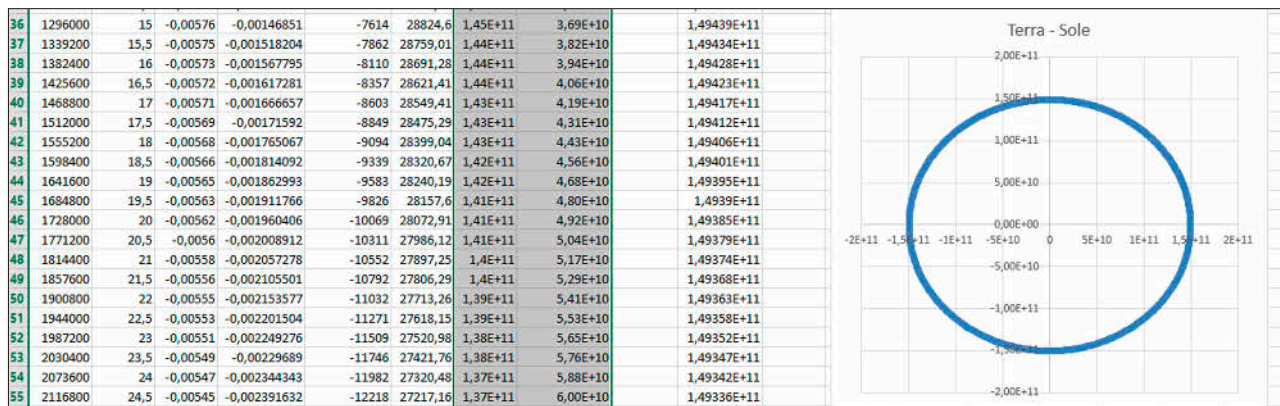 36 1296000 15 -0,00576 -0,00146851 -7614 28824,6 1,45E+11 3,69E+10 1,49439E+11
37 1339200 15,5 -0,00575 -0,001518204 -7862 28759,01 1,44E+11 3,82E+10 1,49434E+11
38 1382400 16 -0,00573 -0,001567795 -8110 28691,28 1,44E+11 3,94E+10 1,49428E+11
39 1425600 16,5 -0,00572 -0,001617281 -8357 28621,41 1,44E+11 4,06E+10 1,49423E+11
40 1468800 17 -0,00571 -0,001666657 -8603 28549,41 1,43E+11 4,19E+10 1,49417E+11
41 1512000 17,5 -0,00569 -0,00171592 -8849 28475,29 1,43E+11 4,31E+10 1,49412E+11
42 1555200 18 -0,00568 -0,001765067 -9094 28399,04 1,43E+11 4,43E+10 1,49406E+11
43 1598400 18,5 -0,00566 -0,001814092 -9339 28320,67 1,42E+11 4,56E+10 1,49401E+11
44 1641600 19 -0,00565 -0,001862993 -9583 28240,19 1,42E+11 4,68E+10 1,49395E+11
45 1684800 19,5 -0,00563 -0,001911766 -9826 28157,6 1,41E+11 4,80E+10 1,4939E+11
46 1728000 20 -0,00562 -0,001960406 -10069 28072,91 1,41E+11 4,92E+10 1,49385E+11
47 1771200 20,5 -0,0056 -0,002008912 -10311 27986,12 1,41E+11 5,04E+10 1,49379E+11
48 1814400 21 -0,00558 -0,002057278 -10552 27897,25 1,4E+11 5,17E+10 1,49374E+11
49 1857600 21,5 -0,00556 -0,002105501 -10792 27806,29 1,4E+11 5,29E+10 1,49368E+11
50 1900800 22 -0,00555 -0,002153577 -11032 27713,26 1,39E+11 5,41E+10 1,49363E+11
51 1944000 22,5 -0,00553 -0,002201504 -11271 27618,15 1,39E+11 5,53E+10 1,49358E+11
52 1987200 23 -0,00551 -0,002249276 -11509 27520,98 1,38E+11 5,65E+10 1,49352E+11
53 2030400 23,5 -0,00549 -0,00229689 -11746 27421,76 1,38E+11 5,76E+10 1,49347E+11
54 2073600 24 -0,00547 -0,002344343 -11982 27320,48 1,37E+11 5,88E+10 1,49342E+11
55 2116800 24,5 -0,00545 -0,002391632 -12218 27217,16 1,37E+11 6,00E+10 1,49336E+11
Terra - Sole
2,00E+11
1,50E+11
1,00E+11
5,00E+10
0,00E+00
-2E+11 -1,5E+11 -1E+11 -5E+10 0 5E+10 1E+11 1,5E+11 2E+11
-5,00E+10
-1,00E+11
-1,50E+11
-2,00E+11